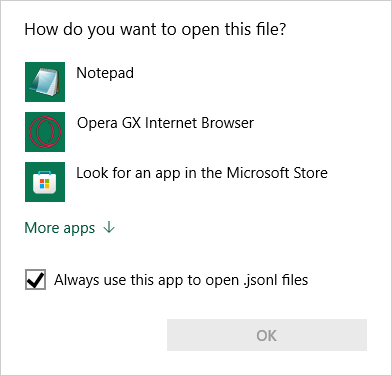 How do you want to open this file?
Notepad
Opera GX Internet Browser
Look for an app in the Microsoft Store
More apps
Always use this app to open .jsonl files
OK